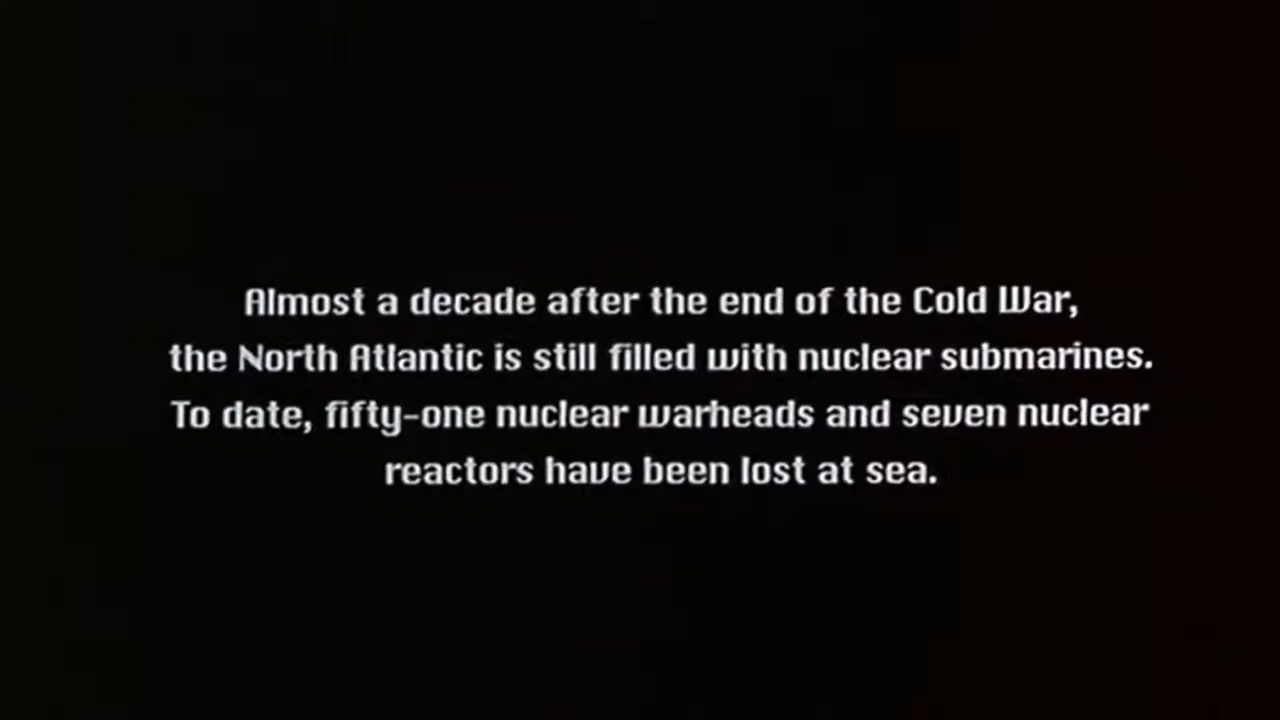 Almost a decade after the end of the Cold War,
the North Atlantic is still filled with nuclear submarines.
To date, fifty-one nuclear warheads and seven nuclear
reactors have been lost at sea.